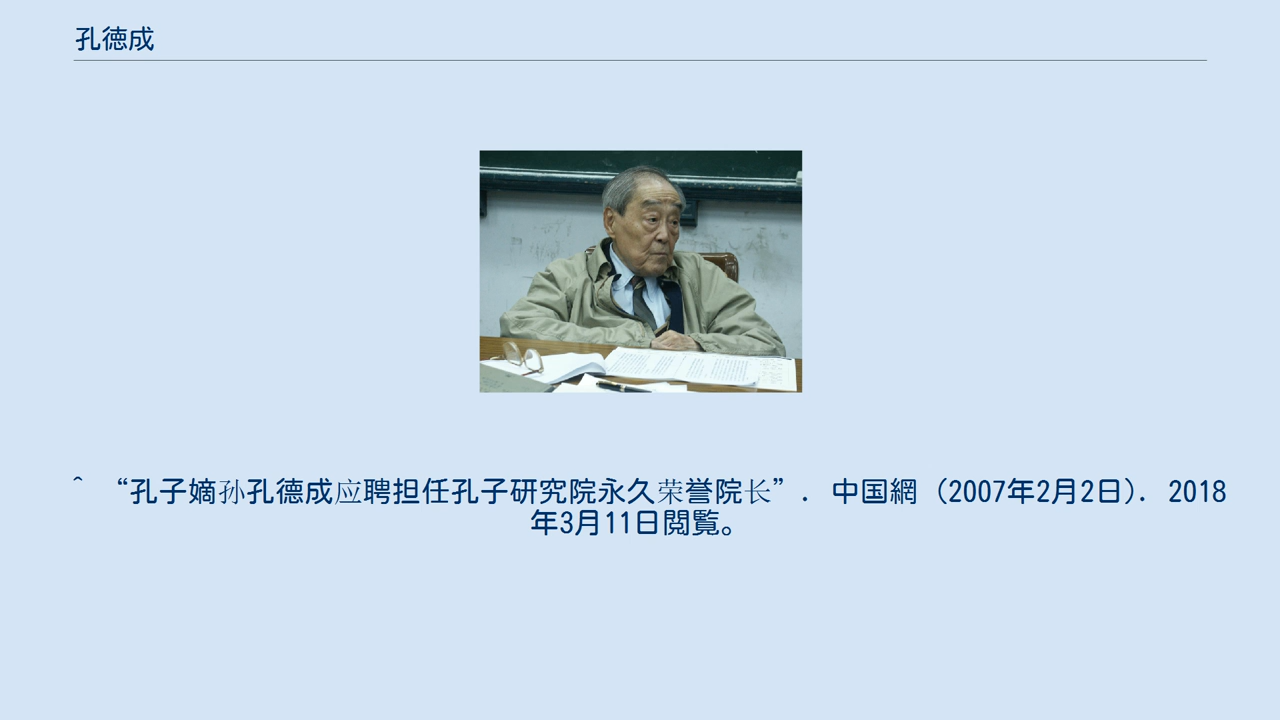 孔徳成
^ “孔子嫡孙孔德成应聘担任孔子研究院永久荣誉院长”. 中国網 (2007年2月2日). 2018
年3月11日閲覧。